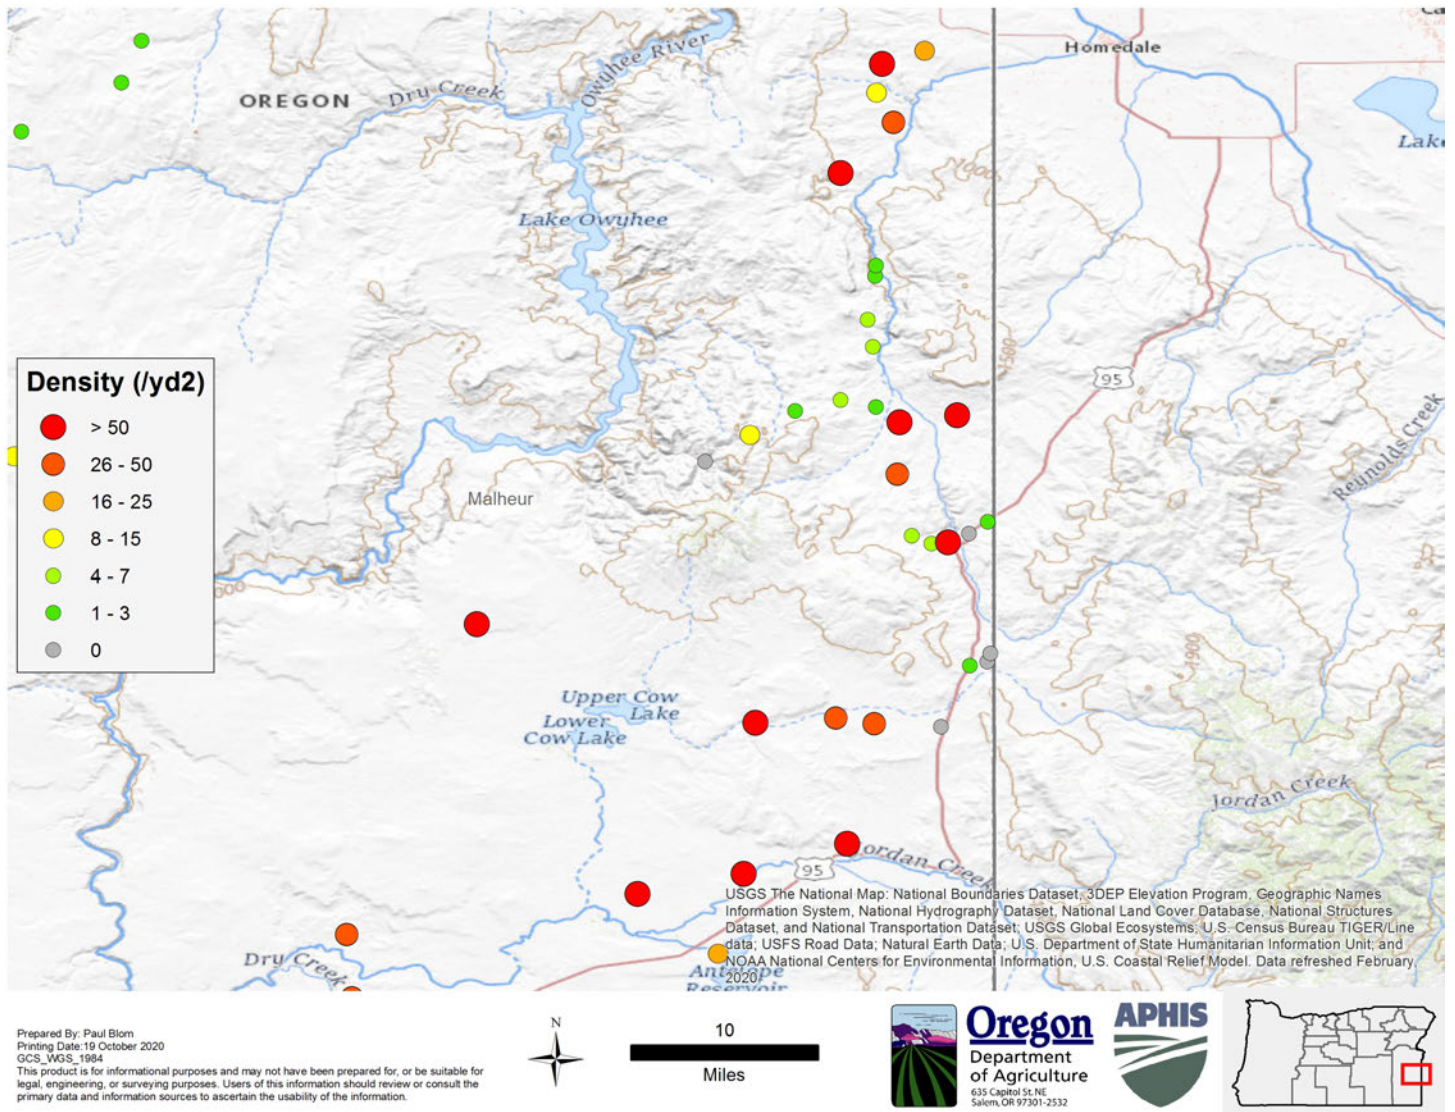 Ca
Homedale
Owyhee River
Dry Creek
OREGON
Lake
1600
Lake Owyhee
1580
95
Reynolds Creek
Density (/yd2)
> 50
26 - 50
16 - 25
8 - 15
4 - 7
1 - 3
0
Malheur
1900
Upper Cow
Lake
Lower
Cow Lake
Jordan Creek
95
Jordan Creek
USGS The National Map: National Boundaries Dataset, 3DEP Elevation Program, Geographic Names
Information System, National Hydrography Dataset, National Land Cover Database, National Structures
Dataset, and National Transportation Dataset; USGS Global Ecosystems; U.S. Census Bureau TIGER/Line
data; USFS Road Data; Natural Earth Data; U.S. Department of State Humanitarian Information Unit; and
NOAA National Centers for Environmental Information, U.S. Coastal Relief Model. Data refreshed February,
2020.
Dry Creek
Antelope
Reservoir
Prepared By: Paul Blom
Printing Date:19 October 2020
GCS_WGS_1984
This product is for informational purposes and may not have been prepared for, or be suitable for
legal, engineering, or surveying purposes. Users of this information should review or consult the
primary data and information sources to ascertain the usability of the information.
N
10
Miles
Oregon
Department
of Agriculture
635 Capitol St. NE
Salem, OR 97301-2532
APHIS